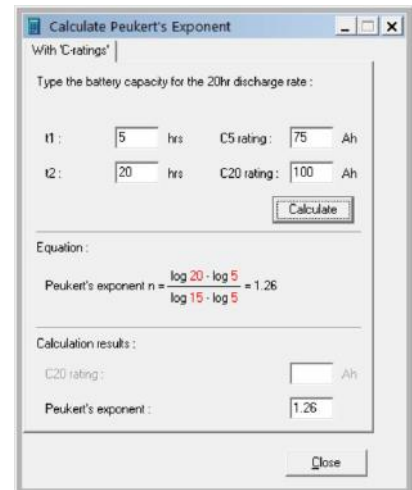 Calculate Peukert's Exponent
With 'C-ratings'
Type the battery capacity for the 20hr discharge rate :
t1 : 5 hrs C5 rating : 75 Ah
t2 : 20 hrs C20 rating : 100 Ah
Calculate
Equation :
log 20 - log 5
Peukert's exponent n = = 1.26
log 15 - log 5
Calculation results :
C20 rating : Ah
Peukert's exponent : 1.26
Close